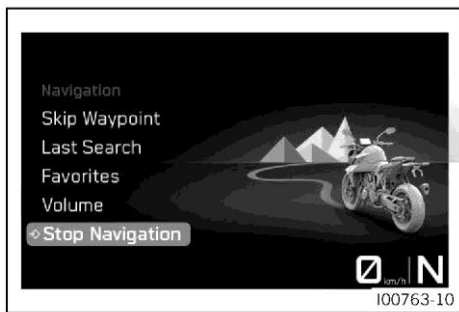 Navigation
Skip Waypoint
Last Search
Favorites
Volume
Stop Navigation
0 km/h N
I00763-10